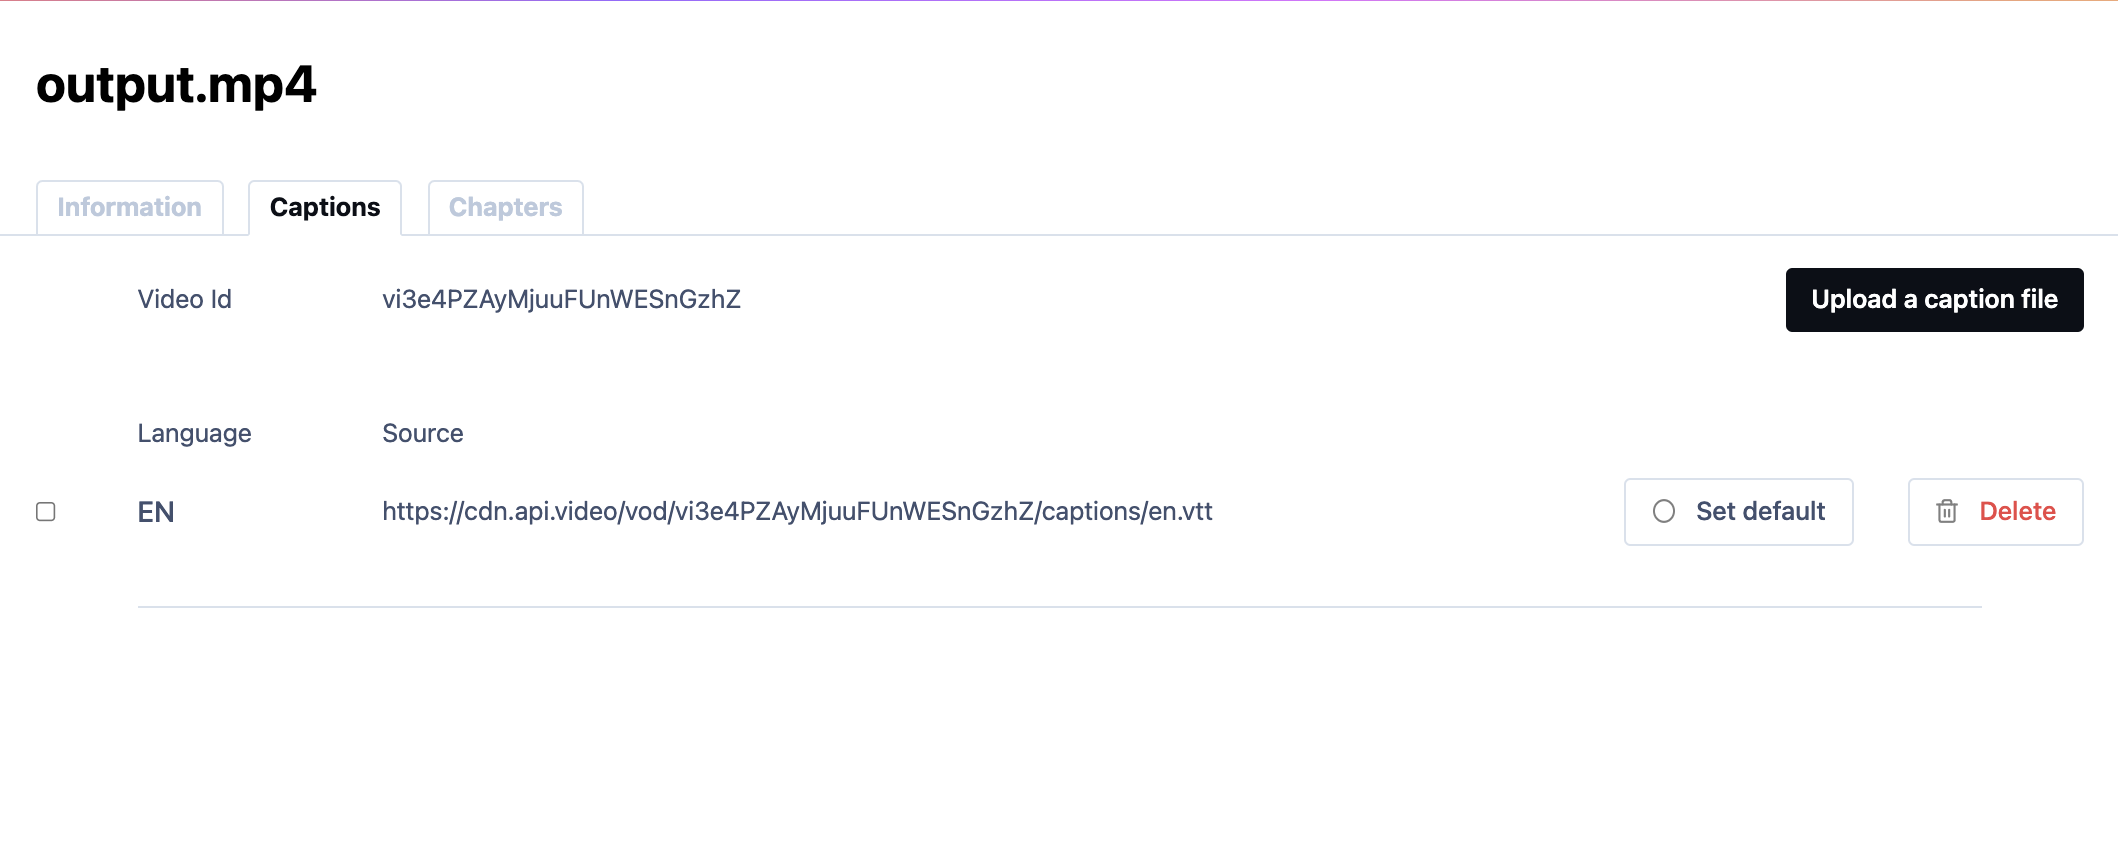 output.mp4
Information Captions Chapters
Video Id vi3e4PZAyMjuuFUnWESnGzhZ Upload a caption file
Language Source
EN https://cdn.api.video/vod/vi3e4PZAyMjuuFUnWESnGzhZ/captions/en.vtt Set default Delete